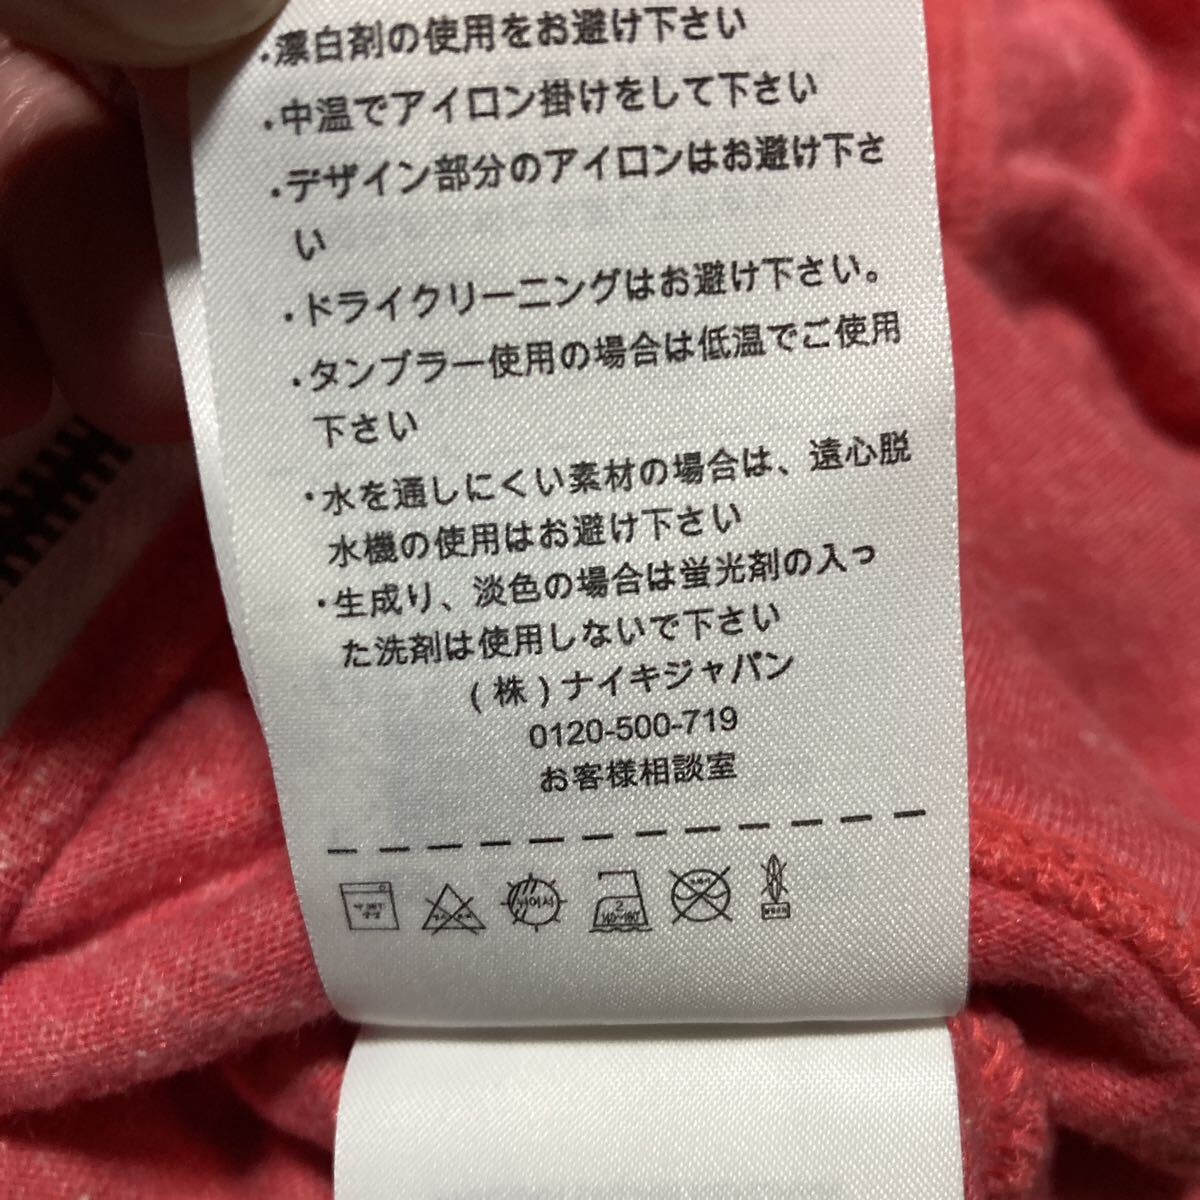 ・漂白剤の使用をお避け下さい
・中温でアイロン掛けをして下さい
・デザイン部分のアイロンはお避け下さ
い
・ドライクリーニングはお避け下さい。
・タンブラー使用の場合は低温でご使用
下さい
・水を通しにくい素材の場合は、遠心脱
水機の使用はお避け下さい
・生成り、淡色の場合は蛍光剤の入っ
た洗剤は使用しないで下さい
(株)ナイキジャパン
0120-500-719
お客様相談室
뉘어서
2
140~160℃